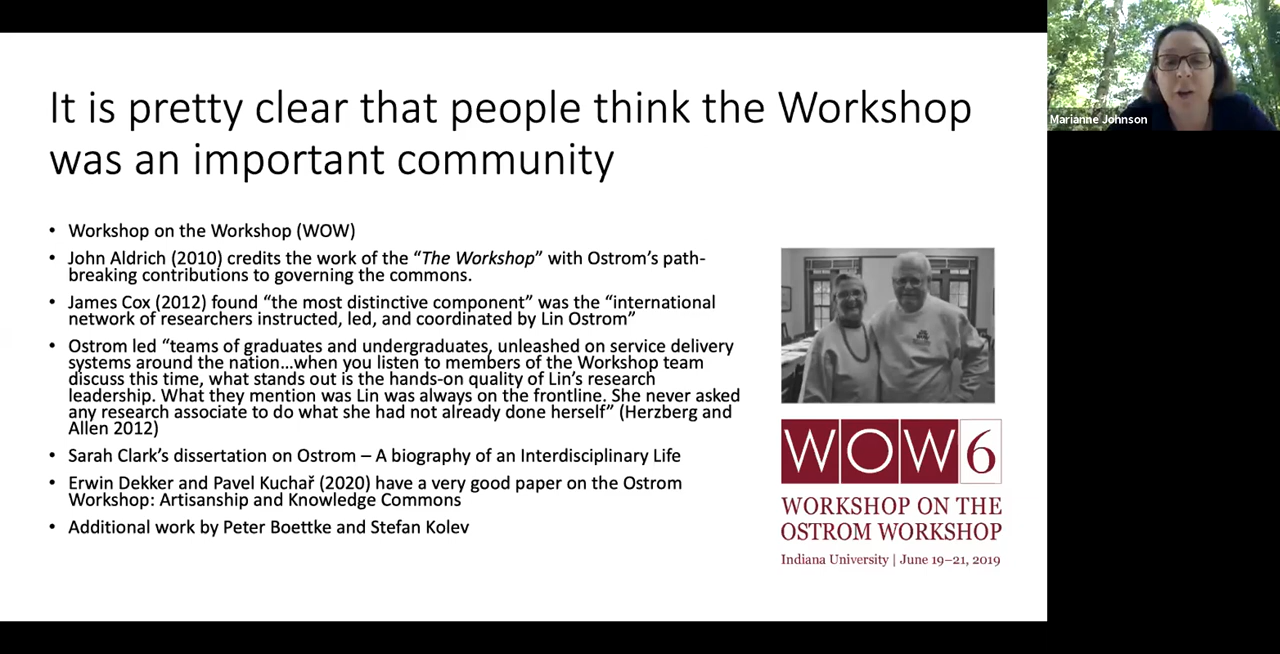 It is pretty clear that people think the Workshop
was an important community
• Workshop on the Workshop (WOW)
• John Aldrich (2010) credits the work of the “The Workshop” with Ostrom’s path-
breaking contributions to governing the commons.
• James Cox (2012) found “the most distinctive component” was the “international
network of researchers instructed, led, and coordinated by Lin Ostrom”
• Ostrom led “teams of graduates and undergraduates, unleashed on service delivery
systems around the nation…when you listen to members of the Workshop team
discuss this time, what stands out is the hands-on quality of Lin’s research
leadership. What they mention was Lin was always on the frontline. She never asked
any research associate to do what she had not already done herself” (Herzberg and
Allen 2012)
• Sarah Clark’s dissertation on Ostrom – A biography of an Interdisciplinary Life
• Erwin Dekker and Pavel Kuchař (2020) have a very good paper on the Ostrom
Workshop: Artisanship and Knowledge Commons
• Additional work by Peter Boettke and Stefan Kolev
WOW6
WORKSHOP ON THE
OSTROM WORKSHOP
Indiana University | June 19–21, 2019
Marianne Johnson